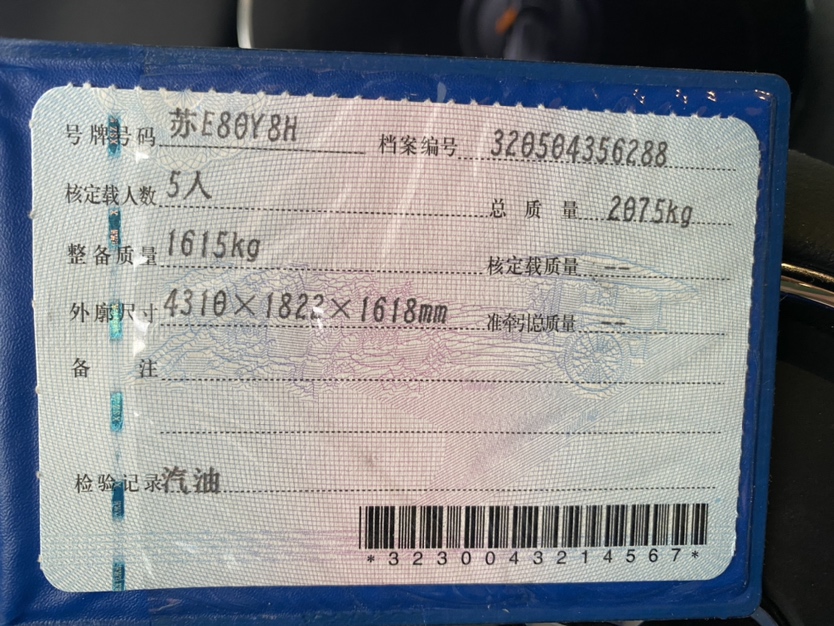 号牌号码 苏E80Y8H 档案编号 320504356288
核定载人数 5人 总质量 2075kg
整备质量 1615kg 核定载质量 --
外廓尺寸 4310×1823×1618mm 准牵引总质量 --
备注
检验记录 汽油
*3230043214567*